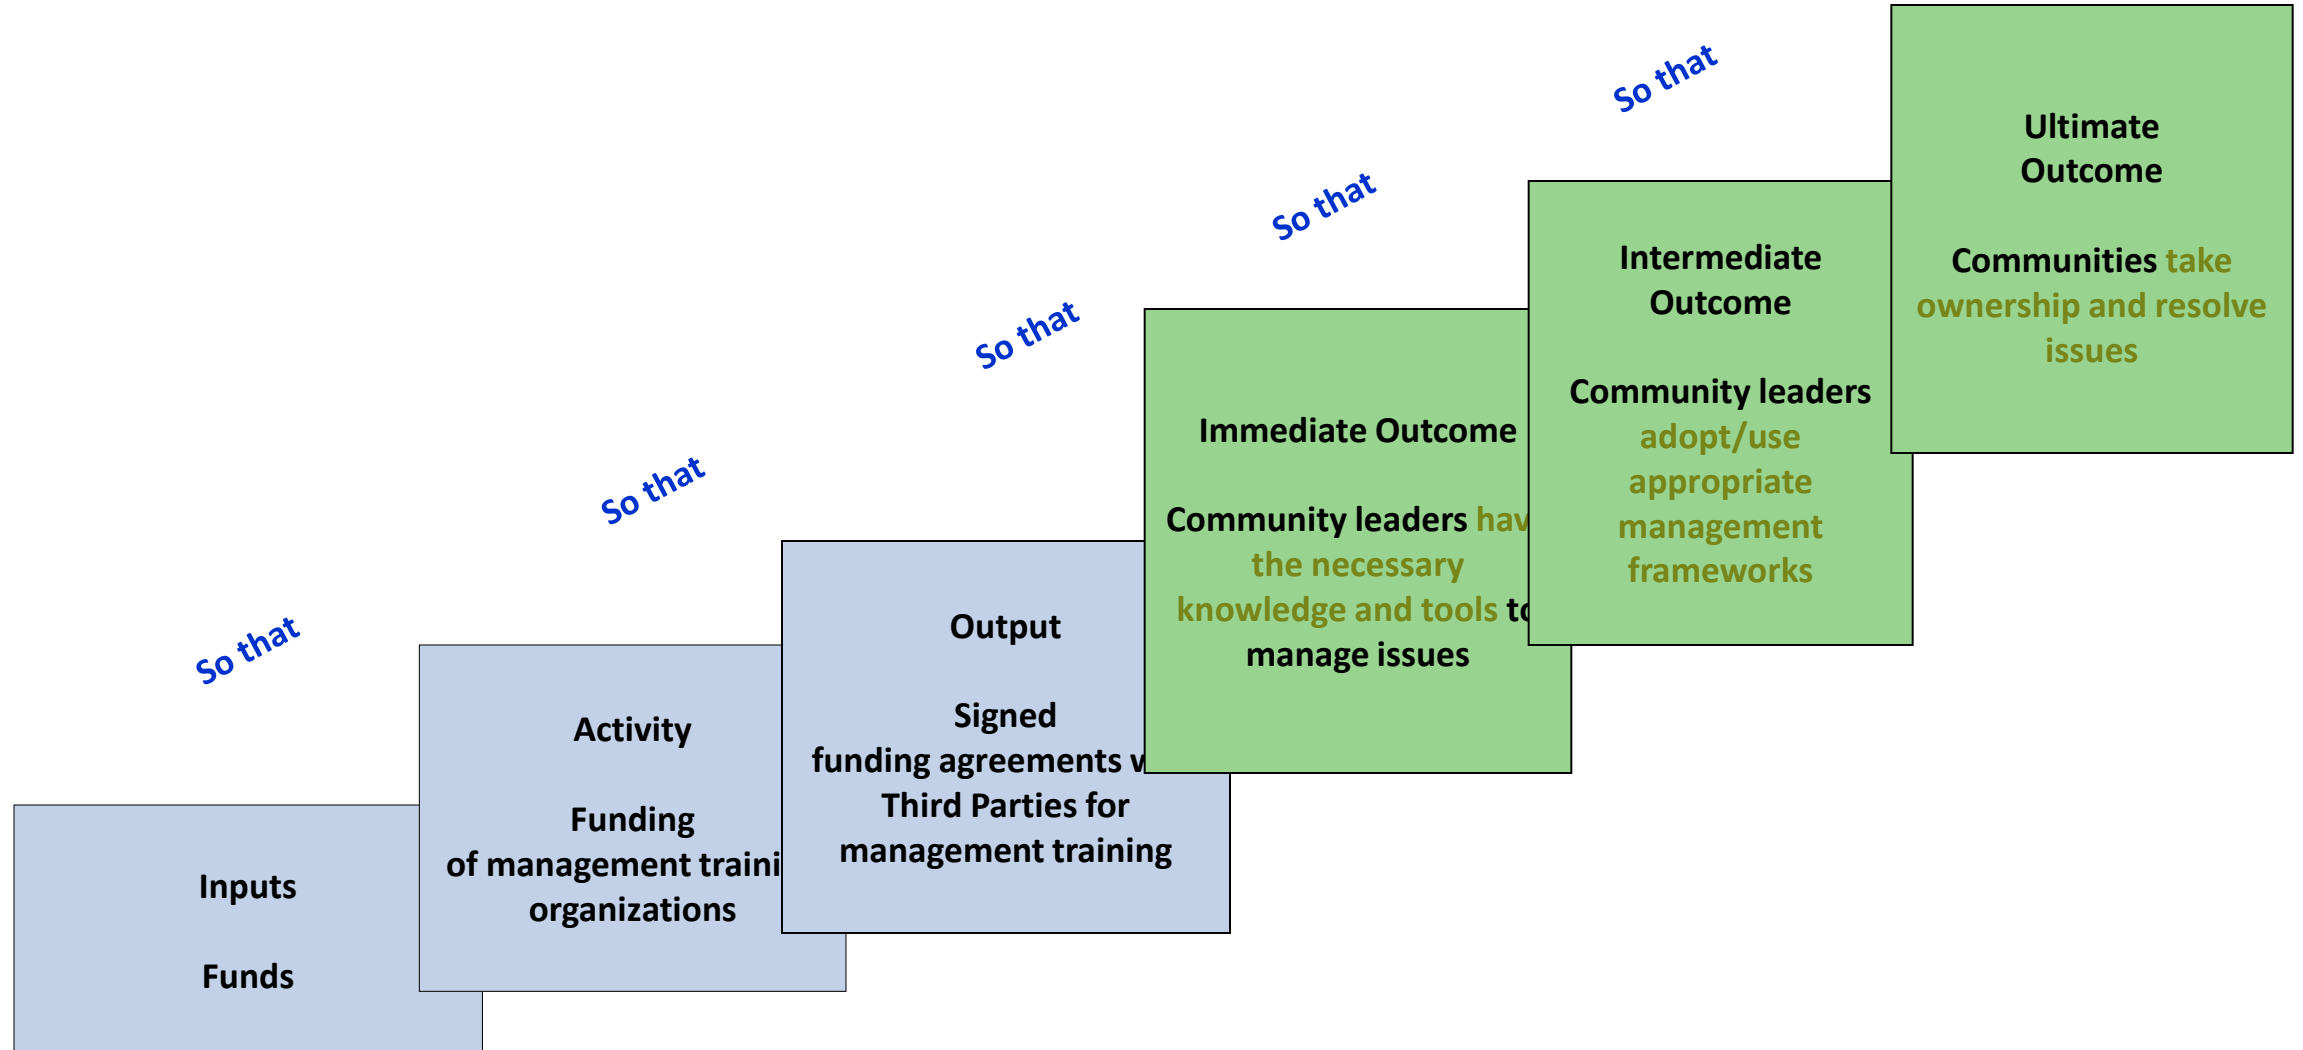 So that
Inputs
Funds
So that
Activity
Funding
of management traini
organizations
So that
Output
Signed
funding agreements
Third Parties for
management training
So that
Immediate Outcome
Community leaders hav
the necessary
knowledge and tools to
manage issues
So that
Intermediate
Outcome
Community leaders
adopt/use
appropriate
management
frameworks
Ultimate
Outcome
Communities take
ownership and resolve
issues